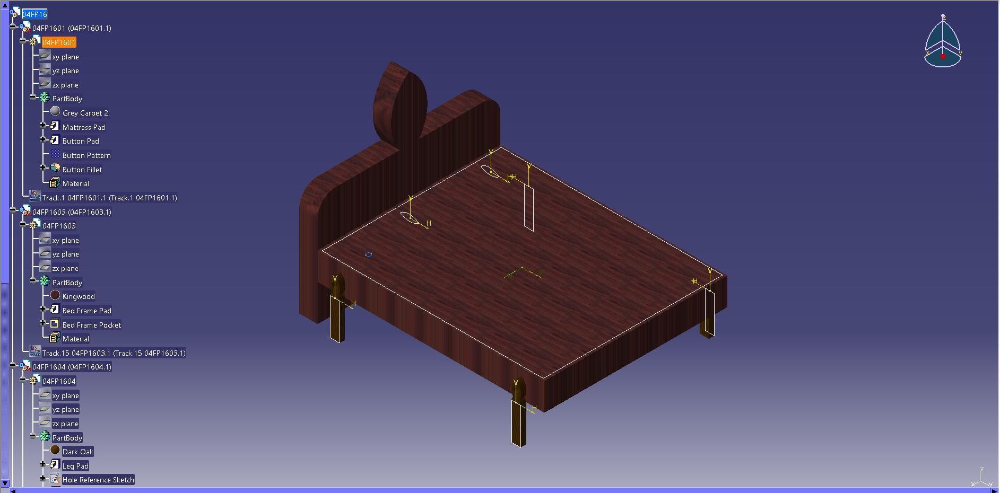 04FP16
04FP1601 (04FP1601.1)
04FP1601
xy plane
yz plane
zx plane
PartBody
Grey Carpet 2
Mattress Pad
Button Pad
Button Pattern
Button Fillet
Material
Track.1 04FP1601.1 (Track.1 04FP1601.1)
04FP1603 (04FP1603.1)
04FP1603
xy plane
yz plane
zx plane
PartBody
Kingwood
Bed Frame Pad
Bed Frame Pocket
Material
Track.15 04FP1603.1 (Track.15 04FP1603.1)
04FP1604 (04FP1604.1)
04FP1604
xy plane
yz plane
zx plane
PartBody
Dark Oak
Leg Pad
Hole Reference Sketch
z
x y
V
H H
V
V
H
V
H
V
H
V
H
V
z
x y